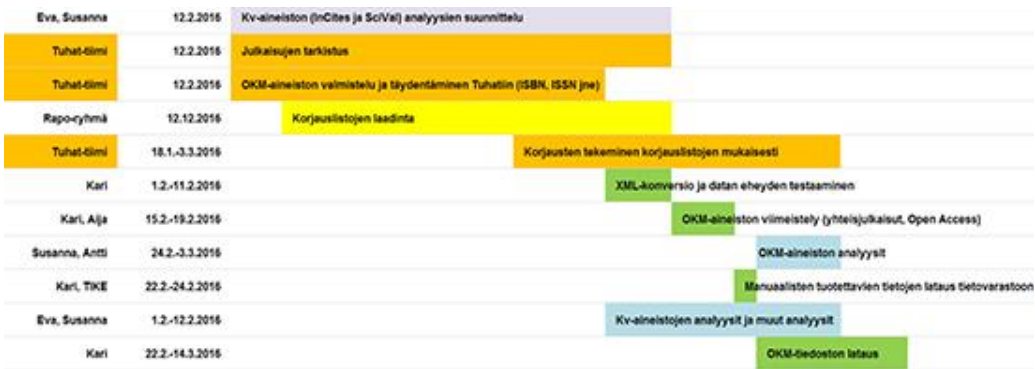 Eva, Susanna 12.2.2016 Kv-aineiston (InCites ja SciVal) analyysien suunnittelu
Tuhat-tiimi 12.2.2016 Julkaisujen tarkistus
Tuhat-tiimi 12.2.2016 OKM-aineiston valmistelu ja täydentäminen Tuhatiin (ISBN, ISSN jne)
Rapo-ryhmä 12.12.2016 Korjauslistojen laadinta
Tuhat-tiimi 18.1.-3.3.2016 Korjausten tekeminen korjauslistojen mukaisesti
Kari 1.2.-11.2.2016 XML-konversio ja datan eheyden testaaminen
Kari, Aija 15.2.-19.2.2016 OKM-aineiston viimeistely (yhteisjulkaisut, Open Access)
Susanna, Antti 24.2.-3.3.2016 OKM-aineiston analyysit
Kari, TIKE 22.2.-24.2.2016 Manuaalisten tuotettavien tietojen lataus tietovarastoon
Eva, Susanna 1.2.-12.2.2016 Kv-aineistojen analyysit ja muut analyysit
Kari 22.2.-14.3.2016 OKM-tiedoston lataus